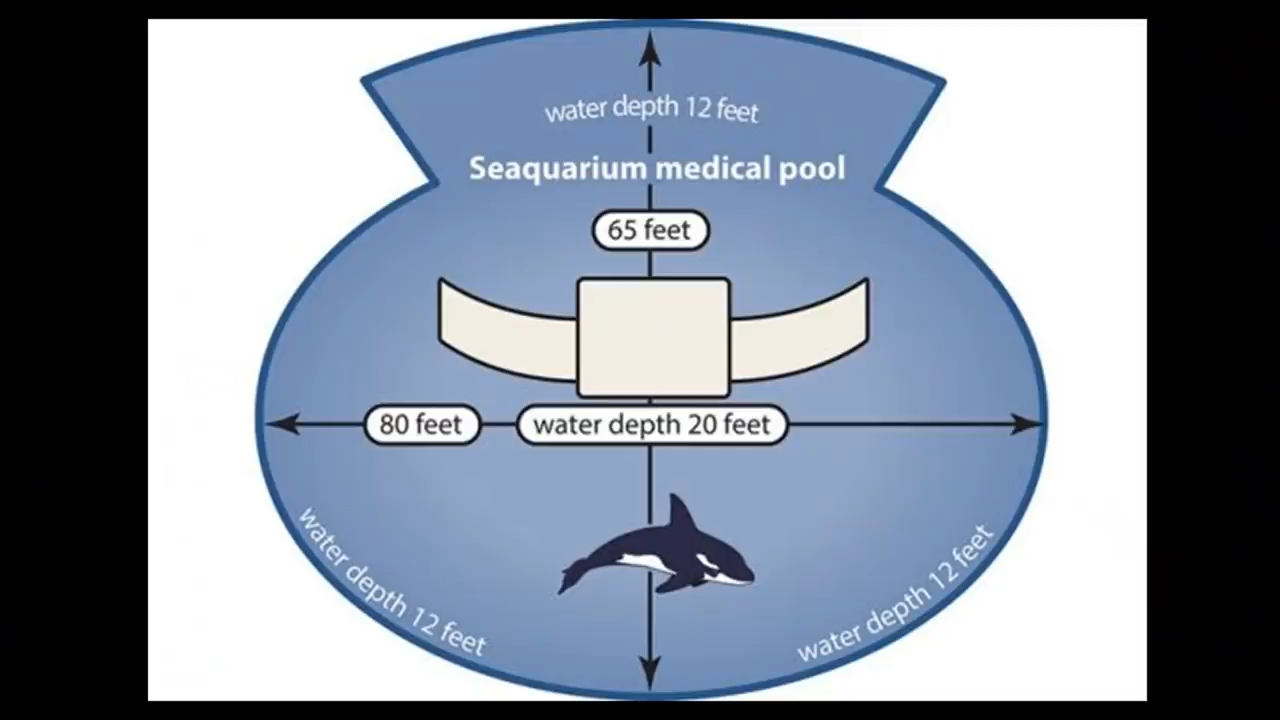 water depth 12 feet
Seaquarium medical pool
65 feet
80 feet
water depth 20 feet
water depth 12 feet
water depth 12 feet